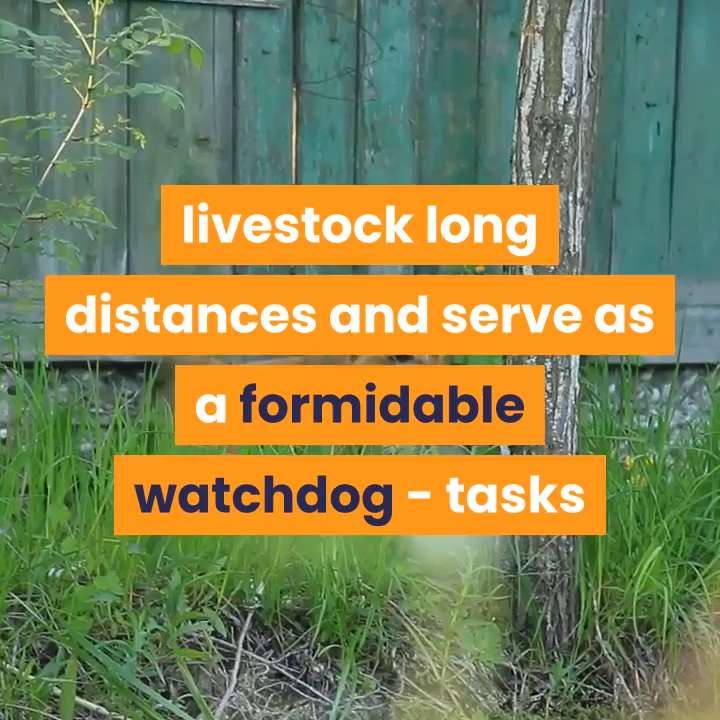 livestock long
distances and serve as
a formidable
watchdog - tasks